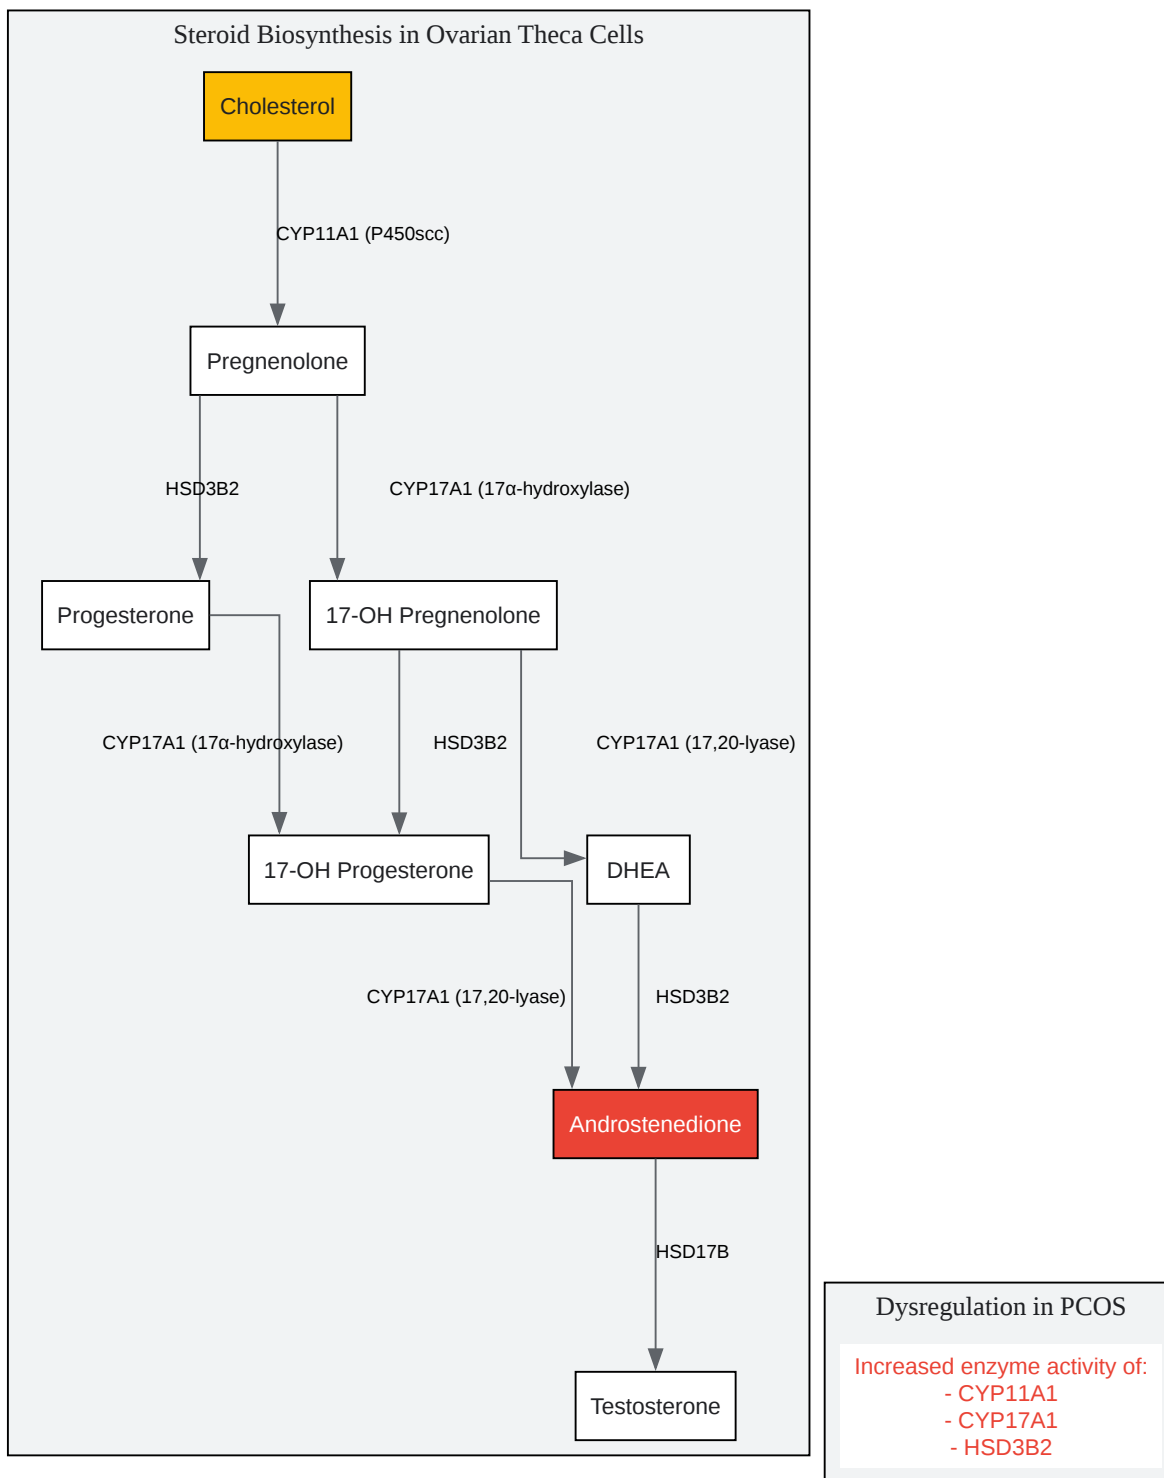 Steroid Biosynthesis in Ovarian Theca Cells
Cholesterol
CYP11A1 (P450scc)
Pregnenolone
HSD3B2
CYP17A1 (17α-hydroxylase)
Progesterone
17-OH Pregnenolone
CYP17A1 (17α-hydroxylase)
HSD3B2
CYP17A1 (17,20-lyase)
17-OH Progesterone
DHEA
CYP17A1 (17,20-lyase)
HSD3B2
Androstenedione
HSD17B
Testosterone
Dysregulation in PCOS
Increased enzyme activity of:
- CYP11A1
- CYP17A1
- HSD3B2